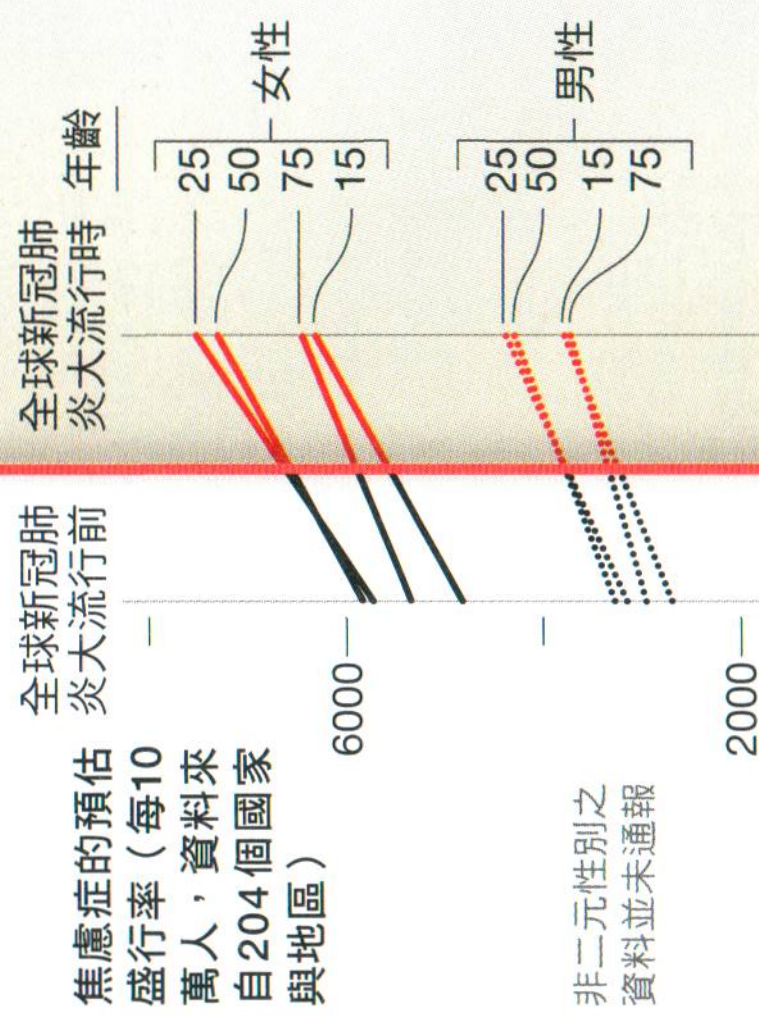 焦慮症的預估
盛行率（每10
萬人，資料來
自204個國家
與地區）
全球新冠肺
炎大流行前
全球新冠肺
炎大流行時
年齡
6000
2000
25
50
75
15
女性
25
50
15
75
男性
非二元性別之
資料並未通報